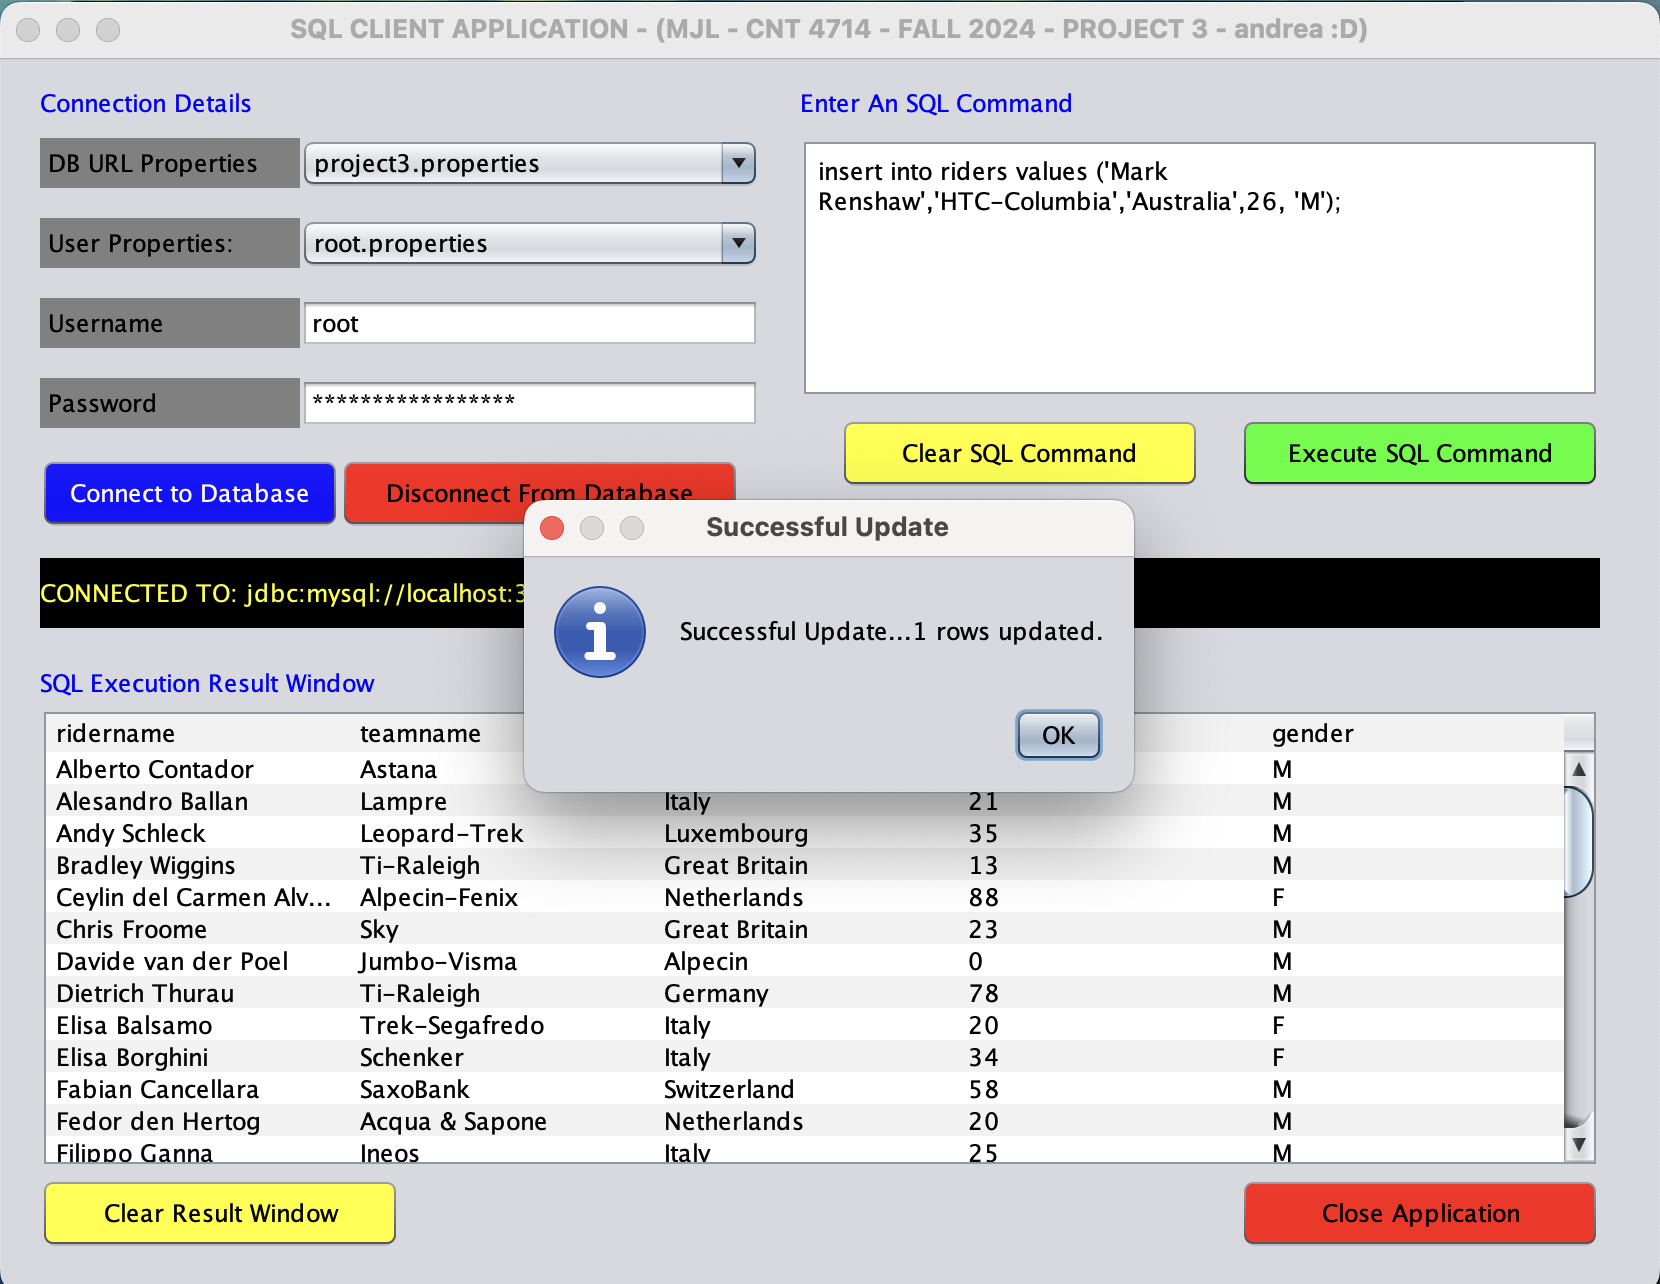 SQL CLIENT APPLICATION - (MJL - CNT 4714 - FALL 2024 - PROJECT 3 - andrea :D)
Connection Details
DB URL Properties project3.properties
User Properties: root.properties
Username root
Password *****************
Connect to Database Disconnect From Database
Enter An SQL Command
insert into riders values ('Mark
Renshaw','HTC-Columbia','Australia',26, 'M');
Clear SQL Command Execute SQL Command
CONNECTED TO: jdbc:mysql://localhost:3
Successful Update
Successful Update...1 rows updated.
OK
SQL Execution Result Window
ridername teamname gender
Alberto Contador Astana M
Alesandro Ballan Lampre Italy 21 M
Andy Schleck Leopard-Trek Luxembourg 35 M
Bradley Wiggins Ti-Raleigh Great Britain 13 M
Ceylin del Carmen Alv... Alpecin-Fenix Netherlands 88 F
Chris Froome Sky Great Britain 23 M
Davide van der Poel Jumbo-Visma Alpecin 0 M
Dietrich Thurau Ti-Raleigh Germany 78 M
Elisa Balsamo Trek-Segafredo Italy 20 F
Elisa Borghini Schenker Italy 34 F
Fabian Cancellara SaxoBank Switzerland 58 M
Fedor den Hertog Acqua & Sapone Netherlands 20 M
Filippo Ganna Ineos Italy 25 M
Clear Result Window Close Application